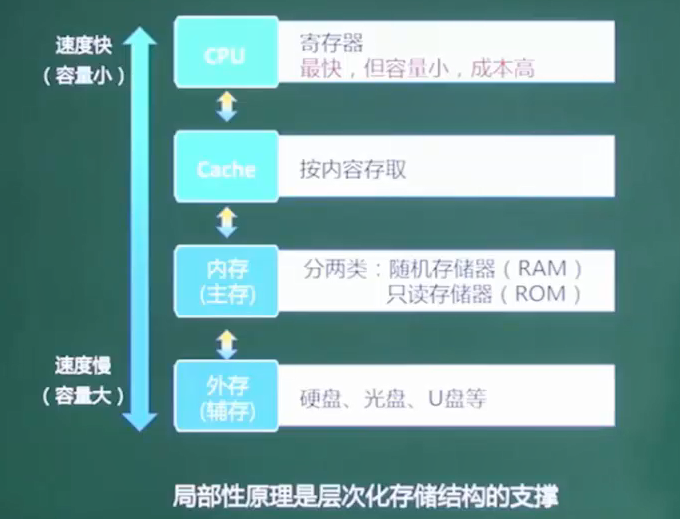 速度快
（容量小）
CPU
寄存器
最快，但容量小，成本高
Cache
按内容存取
内存
(主存)
分两类：随机存储器（RAM）
只读存储器（ROM）
速度慢
（容量大）
外存
(辅存)
硬盘、光盘、U盘等
局部性原理是层次化存储结构的支撑